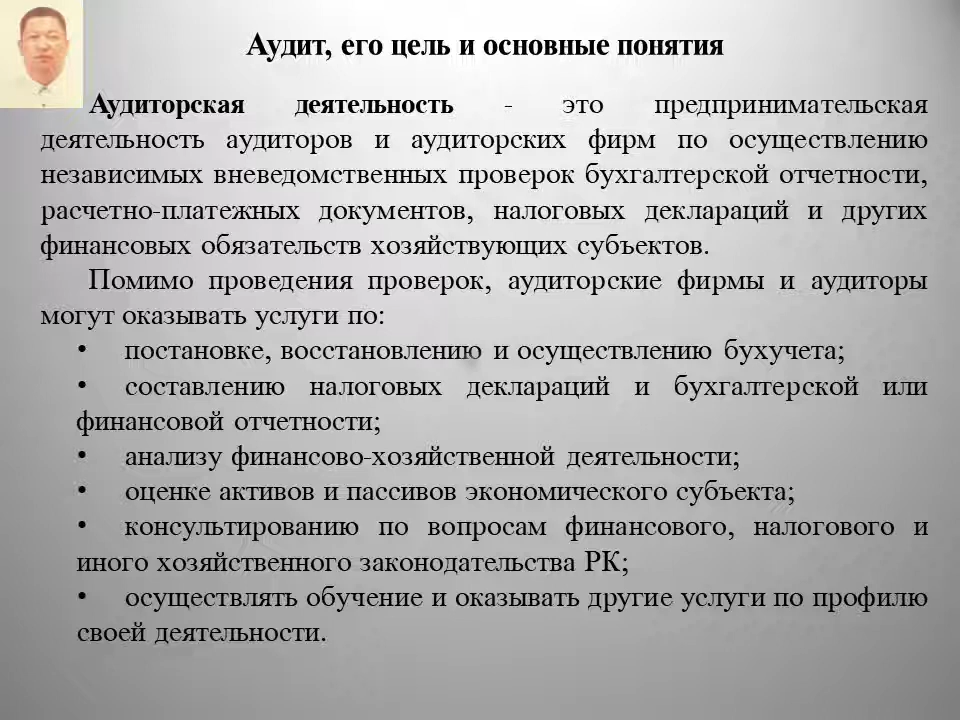 Аудит, его цель и основные понятия
Аудиторская деятельность - это предпринимательская
деятельность аудиторов и аудиторских фирм по осуществлению
независимых вневедомственных проверок бухгалтерской отчетности,
расчетно-платежных документов, налоговых деклараций и других
финансовых обязательств хозяйствующих субъектов.
Помимо проведения проверок, аудиторские фирмы и аудиторы
могут оказывать услуги по:
• постановке, восстановлению и осуществлению бухучета;
• составлению налоговых деклараций и бухгалтерской или
финансовой отчетности;
• анализу финансово-хозяйственной деятельности;
• оценке активов и пассивов экономического субъекта;
• консультированию по вопросам финансового, налогового и
иного хозяйственного законодательства РК;
• осуществлять обучение и оказывать другие услуги по профилю
своей деятельности.